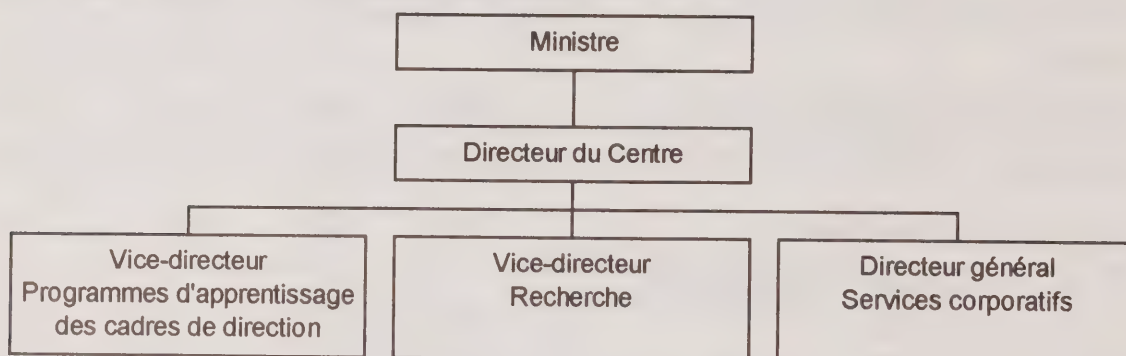 Ministre
Directeur du Centre
Vice-directeur
Programmes d'apprentissage
des cadres de direction
Vice-directeur
Recherche
Directeur général
Services corporatifs